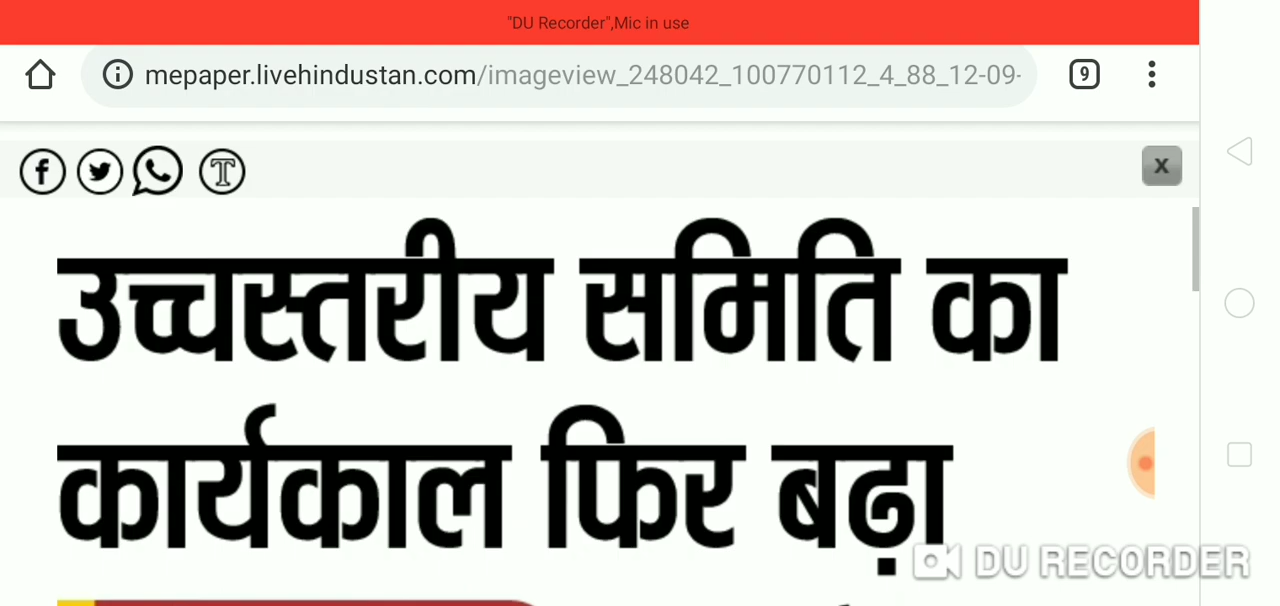 "DU Recorder",Mic in use
mepaper.livehindustan.com/imageview_248042_100770112_4_88_12-09-
9
T
x
उच्चस्तरीय समिति का
कार्यकाल फिर बढ़ा
DU RECORDER